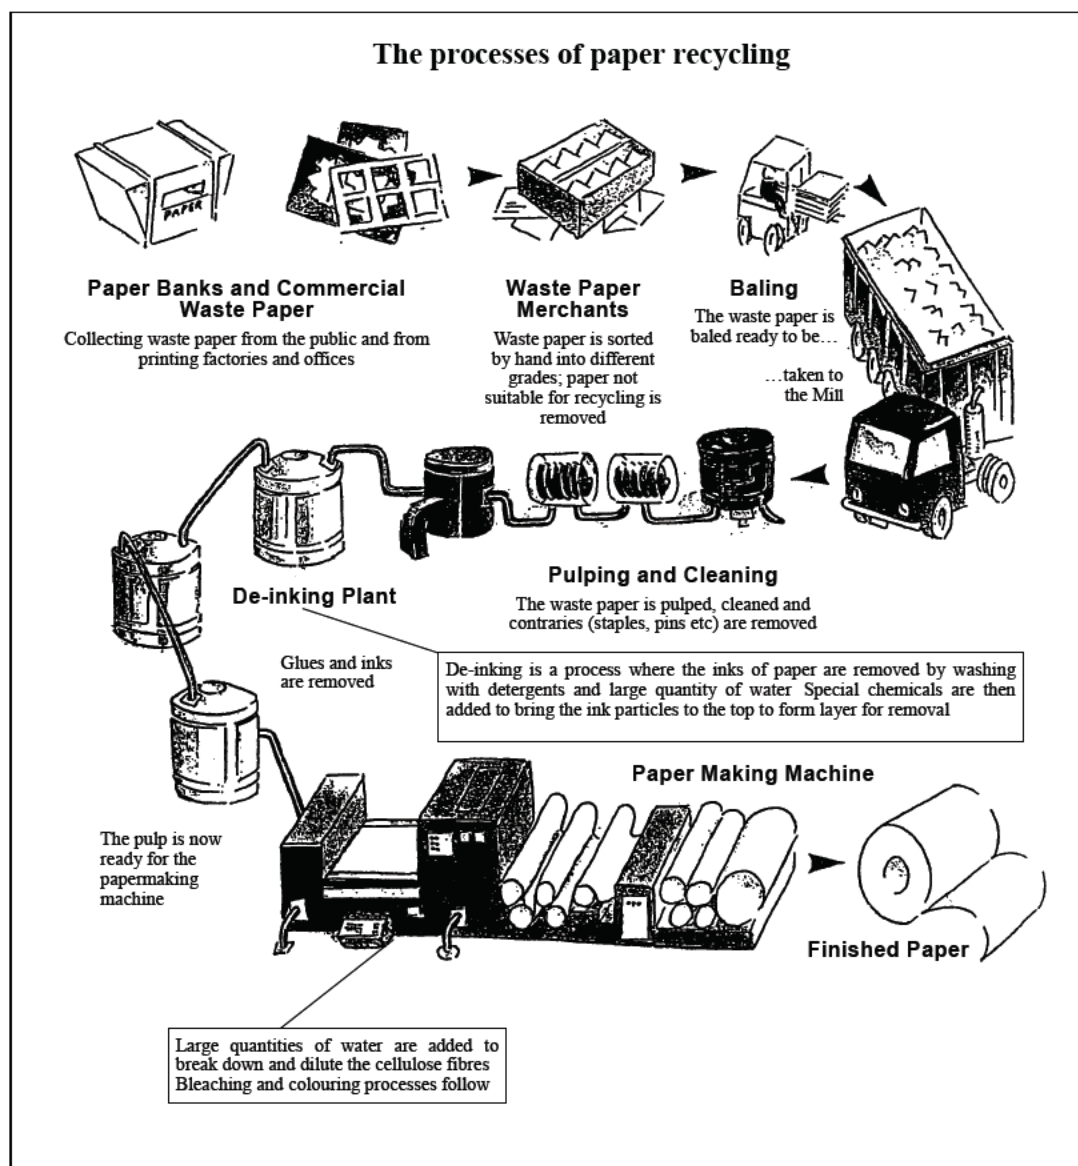 The processes of paper recycling
PAPER
Paper Banks and Commercial
Waste Paper
Collecting waste paper from the public and from
printing factories and offices
Waste Paper
Merchants
Waste paper is sorted
by hand into different
grades; paper not
suitable for recycling is
removed
Baling
The waste paper is
baled ready to be…
…taken to
the Mill
Pulping and Cleaning
The waste paper is pulped, cleaned and
contraries (staples, pins etc) are removed
De-inking Plant
Glues and inks
are removed
De-inking is a process where the inks of paper are removed by washing
with detergents and large quantity of water Special chemicals are then
added to bring the ink particles to the top to form layer for removal
The pulp is now
ready for the
papermaking
machine
Paper Making Machine
Finished Paper
Large quantities of water are added to
break down and dilute the cellulose fibres
Bleaching and colouring processes follow